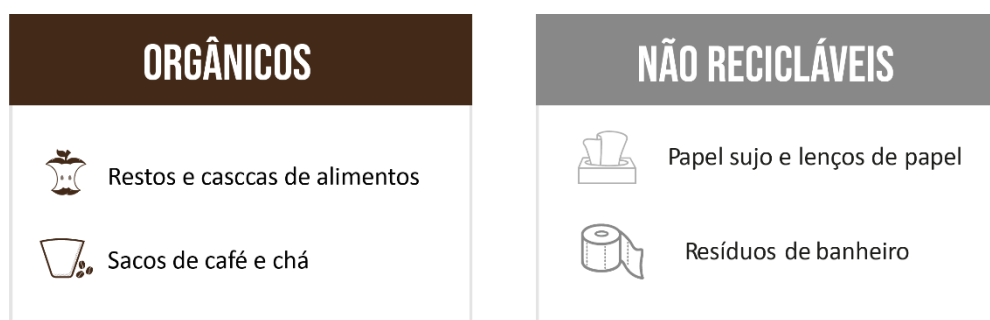 ORGÂNICOS
Restos e casccas de alimentos
Sacos de café e chá
NÃO RECICLÁVEIS
Papel sujo e lenços de papel
Resíduos de banheiro